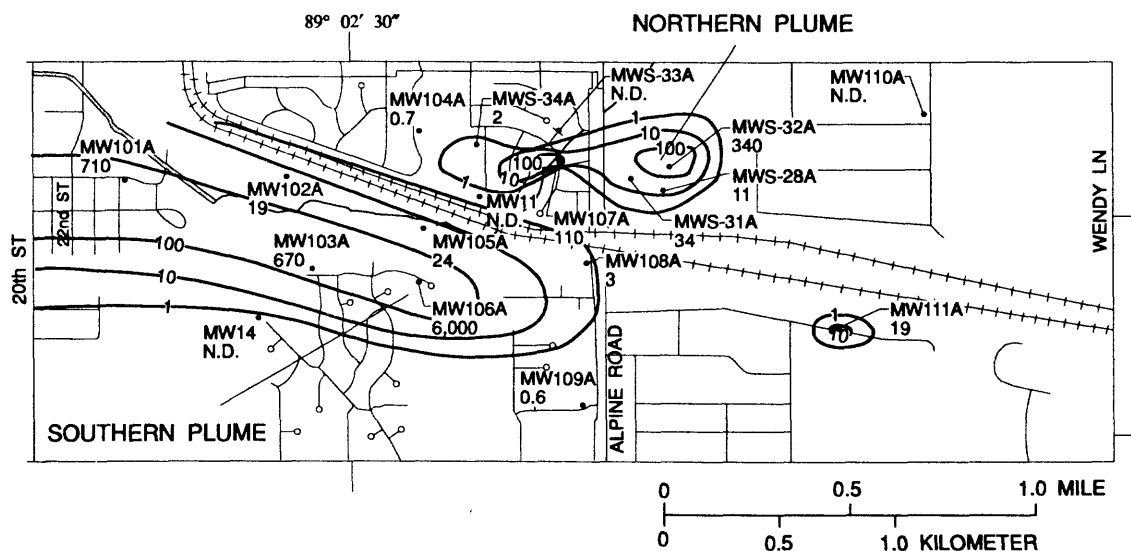 89° 02' 30"
NORTHERN PLUME
MW104A
0.7
MWS-34A
2
MWS-33A
N.D.
MW110A
N.D.
MWS-32A
340
MWS-28A
11
MWS-31A
34
1
10
100
100
10
1
MW101A
710
MW102A
19
MW11
N.D.
MW107A
110
MW103A
670
MW105A
24
MW108A
3
MW106A
6,000
MW14
N.D.
MW109A
0.6
MW111A
19
1
10
100
10
1
20th ST
22nd ST
ALPINE ROAD
WENDY LN
SOUTHERN PLUME
0 0.5 1.0 MILE
0 0.5 1.0 KILOMETER